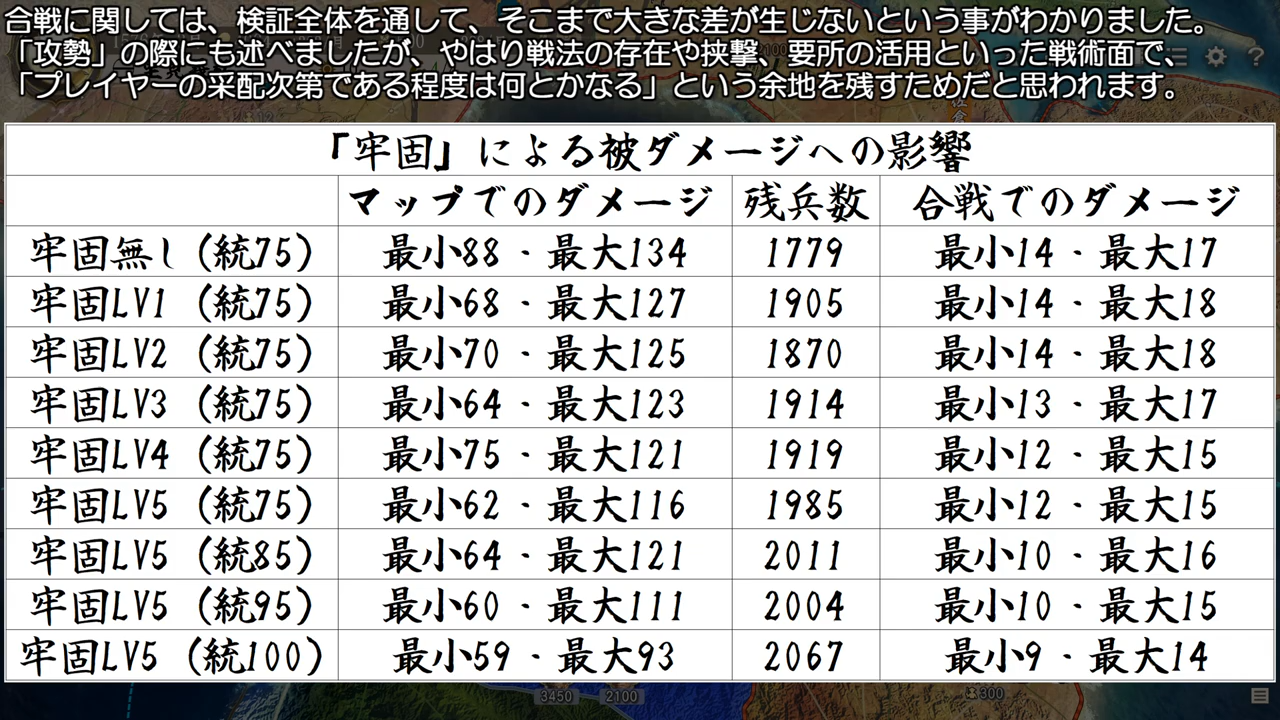 合戦に関しては、検証全体を通して、そこまで大きな差が生じないという事がわかりました。
「攻勢」の際にも述べましたが、やはり戦法の存在や挟撃、要所の活用といった戦術面で、
「プレイヤーの采配次第である程度は何とかなる」という余地を残すためだと思われます。
「牢固」による被ダメージへの影響
マップでのダメージ 残兵数 合戦でのダメージ
牢固無し(統75) 最小88 - 最大134 1779 最小14 - 最大17
牢固LV1 (統75) 最小68 - 最大127 1905 最小14 - 最大18
牢固LV2 (統75) 最小70 - 最大125 1870 最小14 - 最大18
牢固LV3 (統75) 最小64 - 最大123 1914 最小13 - 最大17
牢固LV4 (統75) 最小75 - 最大121 1919 最小12 - 最大15
牢固LV5 (統75) 最小62 - 最大116 1985 最小12 - 最大15
牢固LV5 (統85) 最小64 - 最大121 2011 最小10 - 最大16
牢固LV5 (統95) 最小60 - 最大111 2004 最小10 - 最大15
牢固LV5 (統100) 最小59 - 最大93 2067 最小9 - 最大14
3450 2100 300